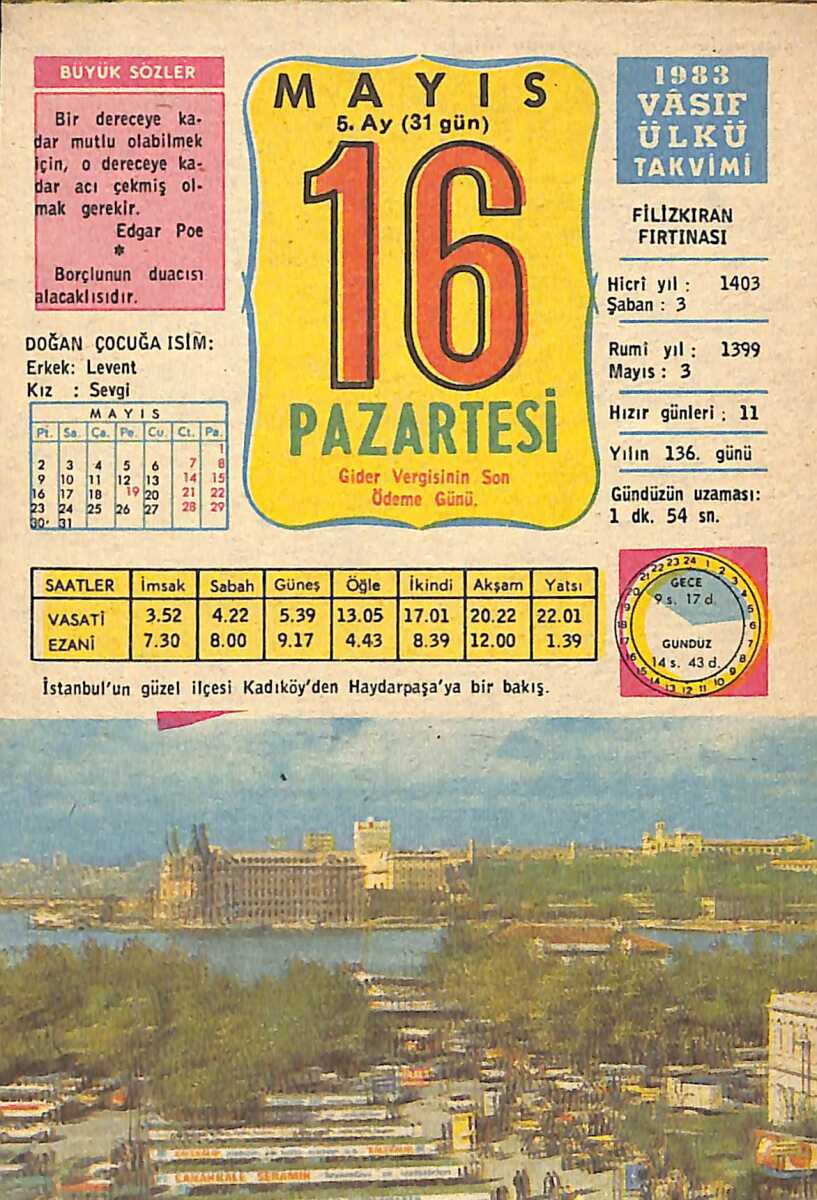 BÜYÜK SÖZLER
Bir dereceye ka-
dar mutlu olabilmek
için, o dereceye ka-
dar acı çekmiş ol-
mak gerekir.
Edgar Poe
*
Borçlunun duacısı
alacaklısıdır.
DOĞAN ÇOCUĞA ISİM:
Erkek: Levent
Kız : Sevgi
MAYIS
Pt. Sa. Ça. Pe. Cu. Ct. Pa.
1
2 3 4 5 6 7 8
9 10 11 12 13 14 15
16 17 18 19 20 21 22
23 24 25 26 27 28 29
30 31
MAYIS
5. Ay (31 gün)
16
PAZARTESİ
Gider Vergisinin Son
Ödeme Günü.
1983
VÂSIF
ÜLKÜ
TAKVİMİ
FİLİZKIRAN
FIRTINASI
Hicrî yıl : 1403
Şaban : 3
Rumî yıl : 1399
Mayıs : 3
Hızır günleri : 11
Yılın 136. günü
Gündüzün uzaması:
1 dk. 54 sn.
SAATLER İmsak Sabah Güneş Öğle İkindi Akşam Yatsı
VASATİ 3.52 4.22 5.39 13.05 17.01 20.22 22.01
EZANİ 7.30 8.00 9.17 4.43 8.39 12.00 1.39
GECE
9 s. 17 d.
GUNDUZ
14 s. 43 d.
İstanbul'un güzel ilçesi Kadıköy'den Haydarpaşa'ya bir bakış.
ÇANAKKALE SERAMİK